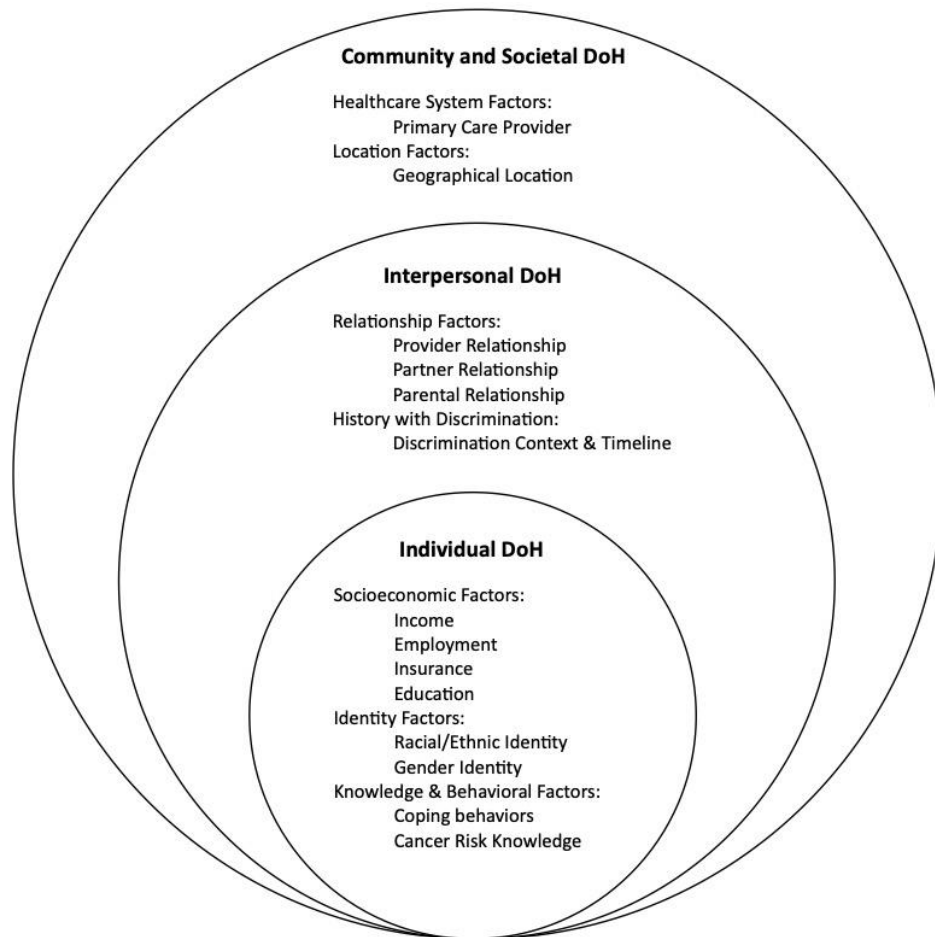 Community and Societal DoH
Healthcare System Factors:
Primary Care Provider
Location Factors:
Geographical Location
Interpersonal DoH
Relationship Factors:
Provider Relationship
Partner Relationship
Parental Relationship
History with Discrimination:
Discrimination Context & Timeline
Individual DoH
Socioeconomic Factors:
Income
Employment
Insurance
Education
Identity Factors:
Racial/Ethnic Identity
Gender Identity
Knowledge & Behavioral Factors:
Coping behaviors
Cancer Risk Knowledge